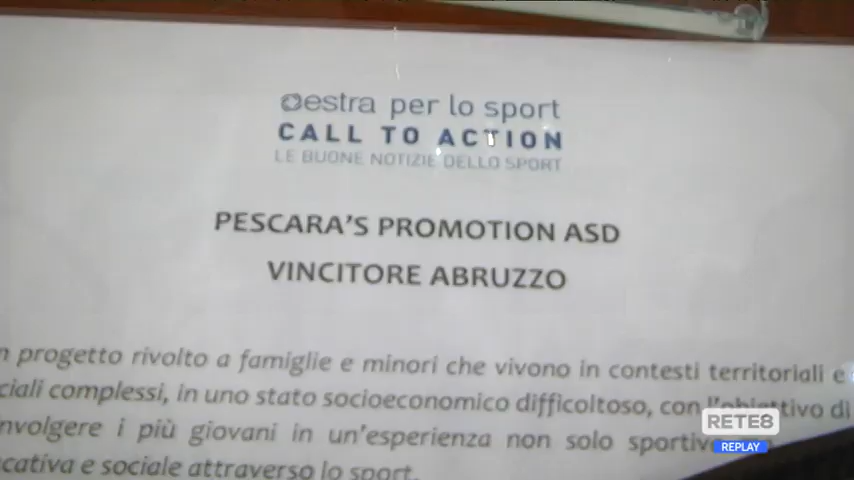 estra per lo sport
CALL TO ACTION
LE BUONE NOTIZIE DELLO SPORT
PESCARA'S PROMOTION ASD
VINCITORE ABRUZZO
n progetto rivolto a famiglie e minori che vivono in contesti territoriali e
ciali complessi, in uno stato socioeconomico difficoltoso, con l'obiettivo di
nvolgere i più giovani in un'esperienza non solo sportiv
cativa e sociale attraverso lo sport.
RETE8
REPLAY